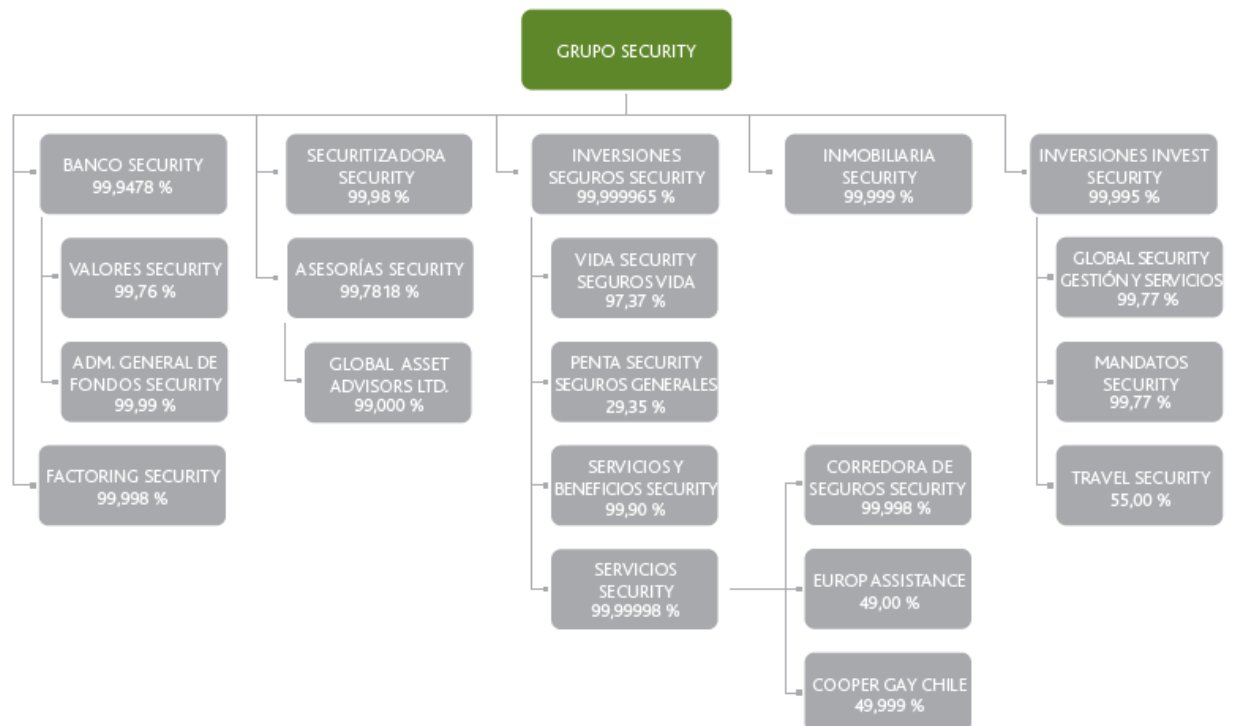 GRUPO SECURITY
BANCO SECURITY
99,9478 %
VALORES SECURITY
99,76 %
ADM. GENERAL DE
FONDOS SECURITY
99,99 %
FACTORING SECURITY
99,998 %
SECURITIZADORA
SECURITY
99,98 %
ASESORÍAS SECURITY
99,7818 %
GLOBAL ASSET
ADVISORS LTD.
99,000 %
INVERSIONES
SEGUROS SECURITY
99,999965 %
VIDA SECURITY
SEGUROS VIDA
97,37 %
PENTA SECURITY
SEGUROS GENERALES
29,35 %
SERVICIOS Y
BENEFICIOS SECURITY
99,90 %
SERVICIOS
SECURITY
99,99998 %
CORREDORA DE
SEGUROS SECURITY
99,998 %
EUROP ASSISTANCE
49,00 %
COOPER GAY CHILE
49,999 %
INMOBILIARIA
SECURITY
99,999 %
INVERSIONES INVEST
SECURITY
99,995 %
GLOBAL SECURITY
GESTIÓN Y SERVICIOS
99,77 %
MANDATOS
SECURITY
99,77 %
TRAVEL SECURITY
55,00 %